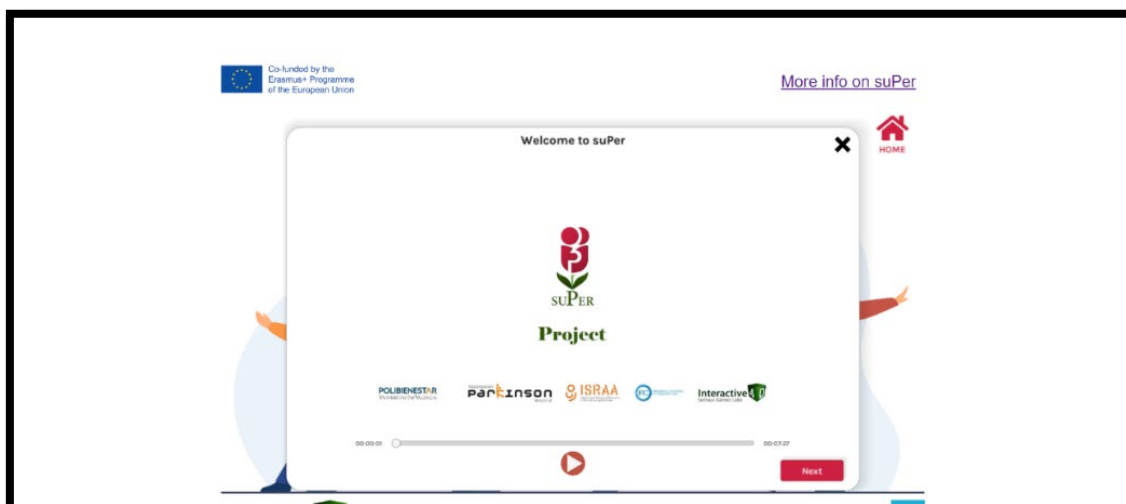 Co-funded by the
Erasmus+ Programme
of the European Union
More info on suPer
HOME
Welcome to suPer
suPER
Project
POLIBIENESTAR
ParkInson
ISRAA
Interactive
00:00:01
00:07:27
Next